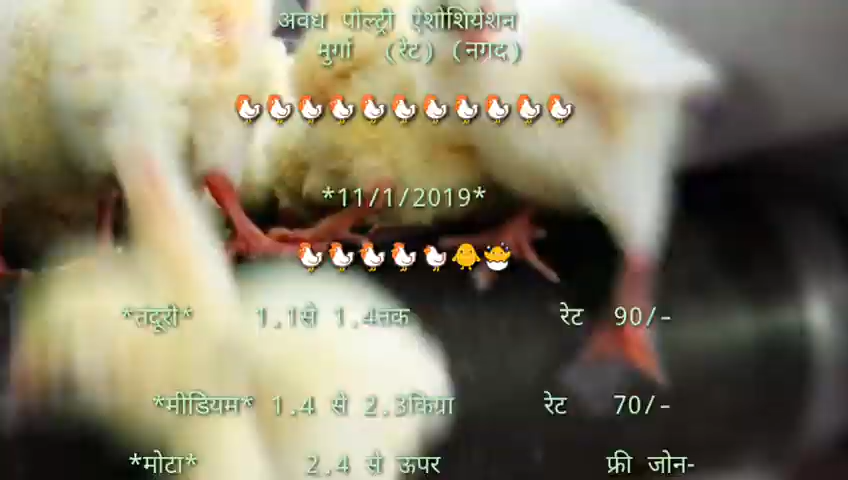 अवध पोल्ट्री ऐशोशियेशन
मुर्गा (रेट) (नगद)
🐔🐔🐔🐔🐔🐔🐔🐔🐔🐔🐔
*11/1/2019*
🐔🐔🐔🐔🐔🐥🐣
*तंदूरी* 1.1से 1.4तक रेट 90/-
*मीडियम* 1.4 से 2.3किग्रा रेट 70/-
*मोटा* 2.4 से ऊपर फ्री जोन-